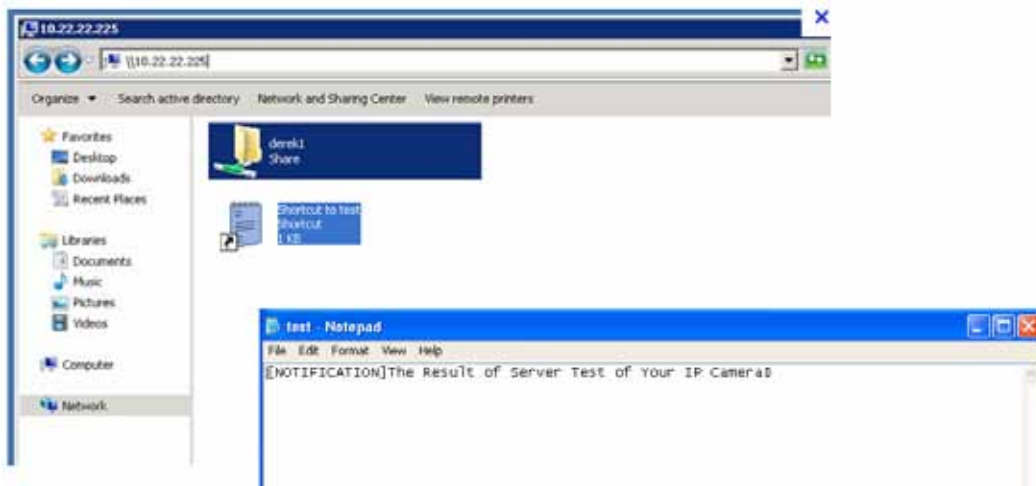 10.22.22.225
\\10.22.22.225
Organize Search active directory Network and Sharing Center View remote printers
Favorites
Desktop
Downloads
Recent Places
Libraries
Documents
Music
Pictures
Videos
Computer
Network
derek1
Share
Shortcut to test
Shortcut
1 KB
test - Notepad
File Edit Format View Help
[NOTIFICATION]The Result of Server Test of Your IP Camera